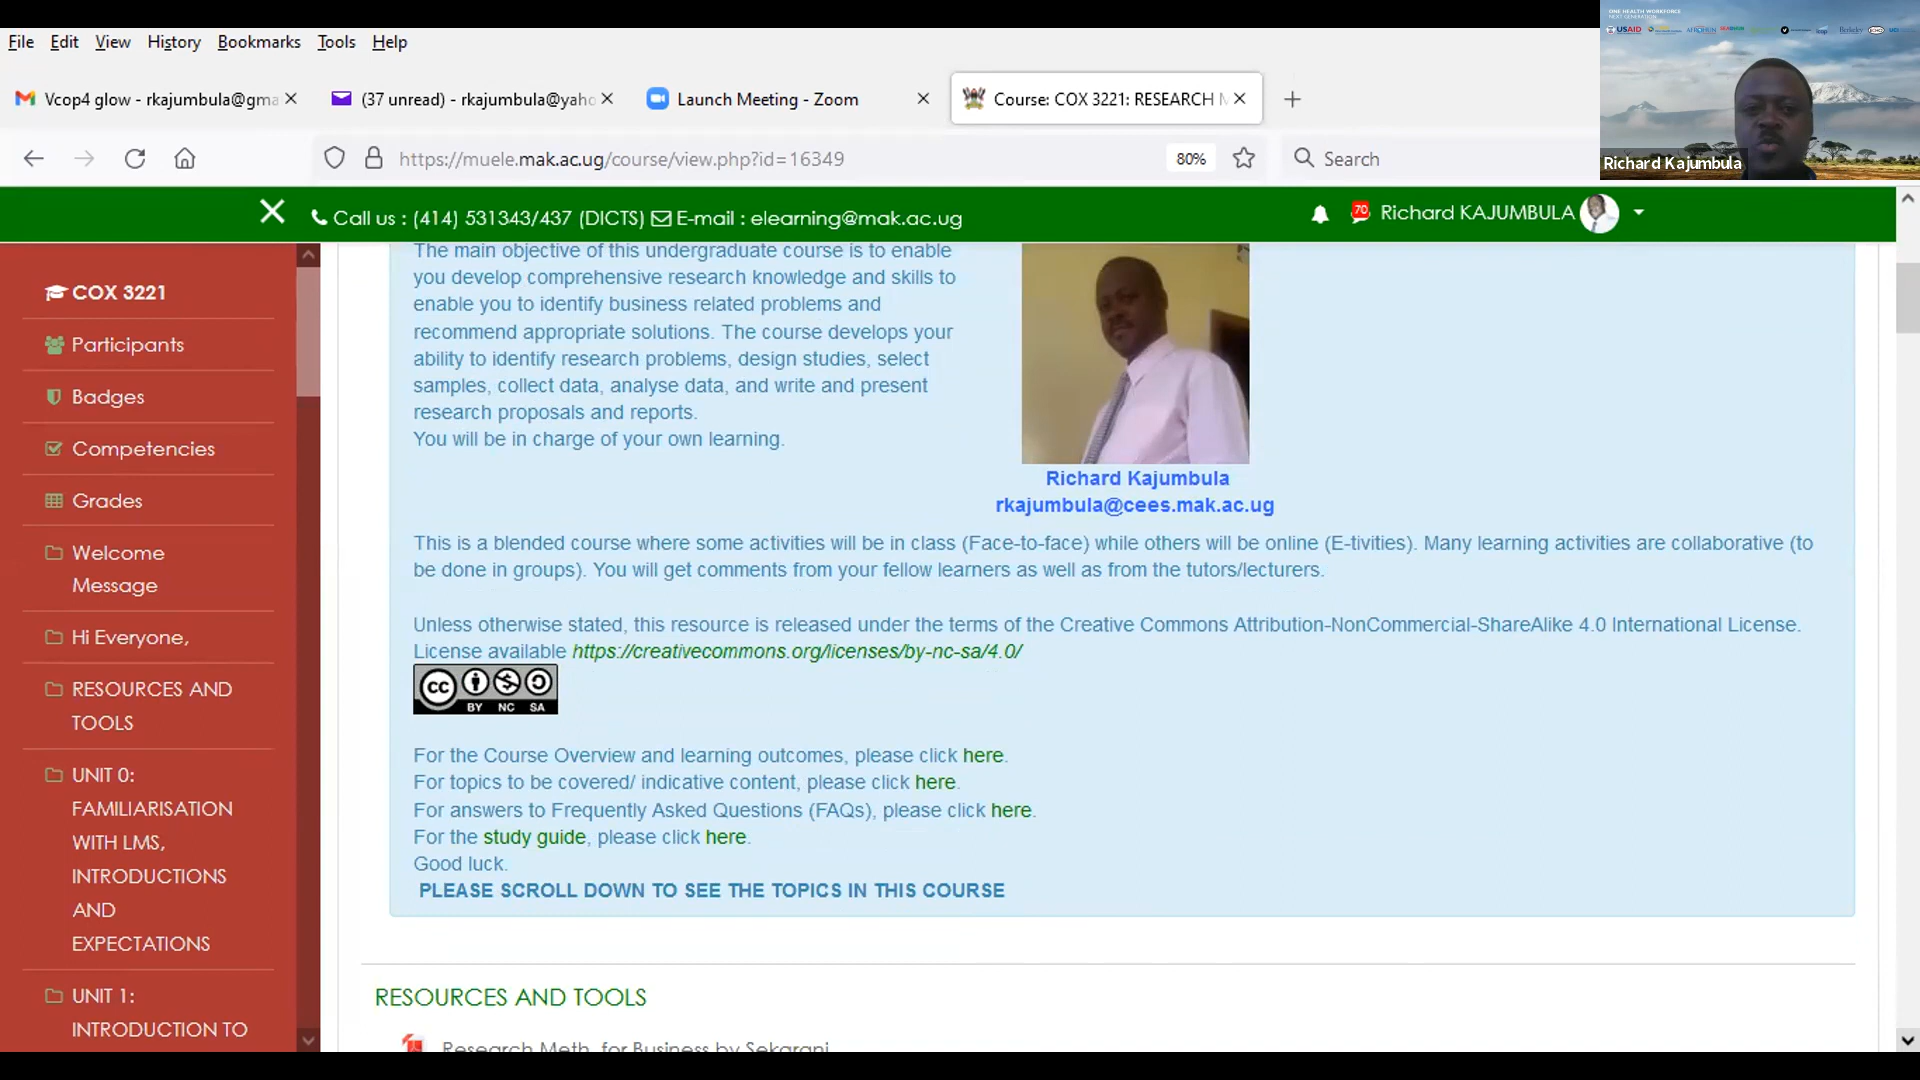 File Edit View History Bookmarks Tools Help
ONE HEALTH WORKFORCE
NEXT GENERATION
USAID
Berkeley
Vcop4 glow - rkajumbula@gma
(37 unread) - rkajumbula@yaho
Launch Meeting - Zoom
Course: COX 3221: RESEARCH M
https://muele.mak.ac.ug/course/view.php?id=16349
80%
Search
Richard Kajumbula
Call us : (414) 531343/437 (DICTS) E-mail : elearning@mak.ac.ug
70
Richard KAJUMBULA
COX 3221
Participants
Badges
Competencies
Grades
Welcome
Message
Hi Everyone,
RESOURCES AND
TOOLS
UNIT 0:
FAMILIARISATION
WITH LMS,
INTRODUCTIONS
AND
EXPECTATIONS
UNIT 1:
INTRODUCTION TO
The main objective of this undergraduate course is to enable
you develop comprehensive research knowledge and skills to
enable you to identify business related problems and
recommend appropriate solutions. The course develops your
ability to identify research problems, design studies, select
samples, collect data, analyse data, and write and present
research proposals and reports.
You will be in charge of your own learning.
Richard Kajumbula
rkajumbula@cees.mak.ac.ug
This is a blended course where some activities will be in class (Face-to-face) while others will be online (E-tivities). Many learning activities are collaborative (to
be done in groups). You will get comments from your fellow learners as well as from the tutors/lecturers.
Unless otherwise stated, this resource is released under the terms of the Creative Commons Attribution-NonCommercial-ShareAlike 4.0 International License.
License available https://creativecommons.org/licenses/by-nc-sa/4.0/
cc BY NC SA
For the Course Overview and learning outcomes, please click here.
For topics to be covered/ indicative content, please click here.
For answers to Frequently Asked Questions (FAQs), please click here.
For the study guide, please click here.
Good luck.
PLEASE SCROLL DOWN TO SEE THE TOPICS IN THIS COURSE
RESOURCES AND TOOLS
Research Meth. for Business by Sekarani